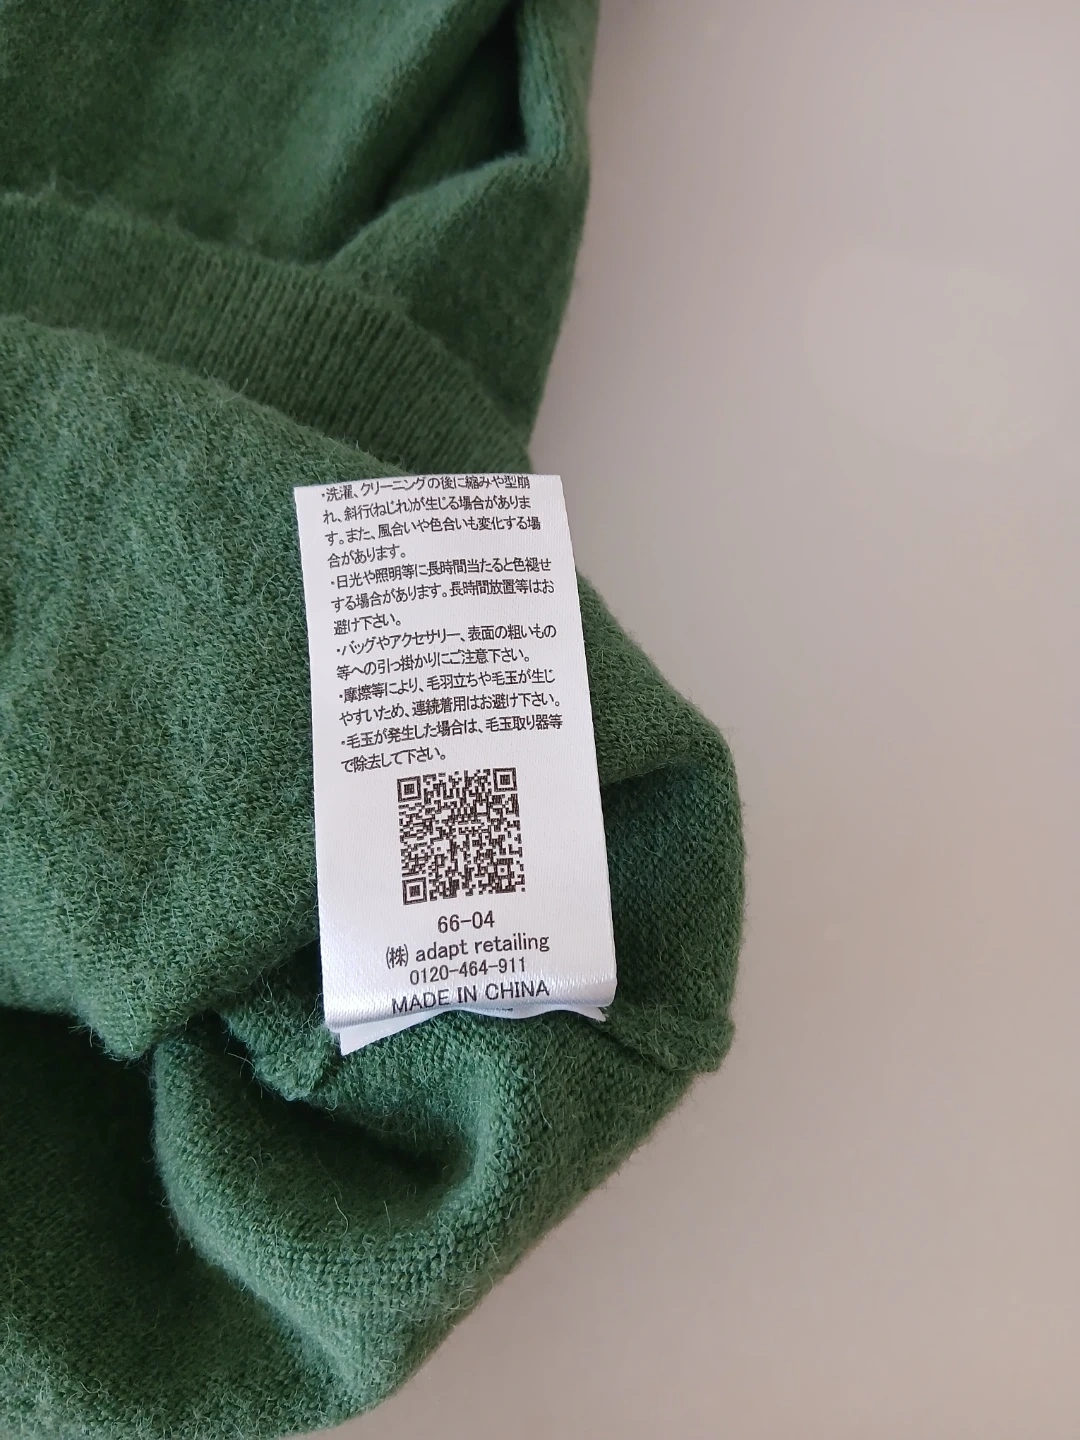 ・洗濯、クリーニングの後に縮みや型崩
れ、斜行(ねじれ)が生じる場合がありま
す。また、風合いや色合いも変化する場
合があります。
・日光や照明等に長時間当たると色褪せ
する場合があります。長時間放置等はお
避け下さい。
・バッグやアクセサリー、表面の粗いもの
等への引っ掛かりにご注意下さい。
・摩擦等により、毛羽立ちや毛玉が生じ
やすいため、連続着用はお避け下さい。
・毛玉が発生した場合は、毛玉取り器等
で除去して下さい。
66-04
㈱ adapt retailing
0120-464-911
MADE IN CHINA